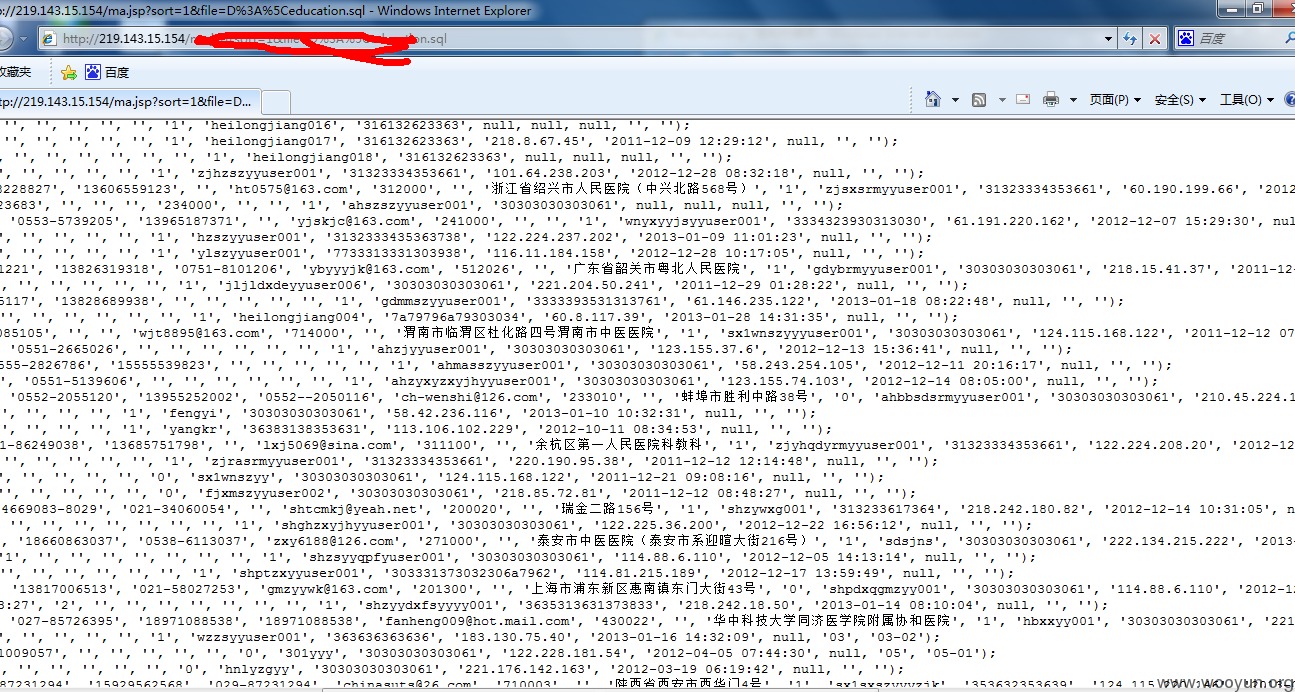 ://219.143.15.154/ma.jsp?sort=1&file=D%3A%5Ceducation.sql - Windows Internet Explorer
http://219.143.15.154/
on.sql
百度
收藏夹
百度
tp://219.143.15.154/ma.jsp?sort=1&file=D...
页面(P)
安全(S)
工具(O)
'', '', '', '', '', '1', 'heilongjiang016', '316132623363', null, null, null, '', '');
'', '', '', '', '', '1', 'heilongjiang017', '316132623363', '218.8.67.45', '2011-12-09 12:29:12', null, '', '');
', '', '', '', '', '', '1', 'heilongjiang018', '316132623363', null, null, null, '', '');
', '', '', '', '', '1', 'zjhzszyyuser001', '31323334353661', '101.64.238.203', '2012-12-28 08:32:18', null, '', '');
3228827', '13606559123', '', 'ht0575@163.com', '312000', '', '浙江省绍兴市人民医院（中兴北路568号）', '1', 'zjsxsrmyyuser001', '31323334353661', '60.190.199.66', '2012
23683', '', '', '234000', '', '', '1', 'ahszszyyuser001', '30303030303061', null, null, null, '', '');
'0553-5739205', '13965187371', '', 'yjskjc@163.com', '241000', '', '', '1', 'wnyxyyjsyyuser001', '3334323930313030', '61.191.220.162', '2012-12-07 15:29:30', nul
', '', '', '', '', '1', 'hzszyyuser001', '3132333435363738', '122.224.237.202', '2013-01-09 11:01:23', null, '', '');
', '', '', '', '', '1', 'ylszyyuser001', '7733313331303938', '116.11.184.158', '2012-12-28 10:17:05', null, '', '');
1221', '13826319318', '0751-8101206', 'ybyyyjk@163.com', '512026', '', '广东省韶关市粤北人民医院', '1', 'gdybrmyyuser001', '30303030303061', '218.15.41.37', '2011-12-
', '', '', '', '', '1', 'jljldxdeyyuser006', '30303030303061', '221.204.50.241', '2011-12-29 01:28:22', null, '', '');
5117', '13828689938', '', '', '', '', '', '1', 'gdmmszyyuser001', '3333393531313761', '61.146.235.122', '2013-01-18 08:22:48', null, '', '');
', '', '', '', '', '1', 'heilongjiang004', '7a79796a79303034', '60.8.117.39', '2013-01-28 14:31:35', null, '', '');
085105', '', 'wjt8895@163.com', '714000', '', '渭南市临渭区杜化路四号渭南市中医医院', '1', 'sx1wnszyyyuser001', '30303030303061', '124.115.168.122', '2011-12-12 07
'0551-2665026', '', '', '', '', '', '', '1', 'ahzjyyuser001', '30303030303061', '123.155.37.6', '2012-12-13 15:36:41', null, '', '');
555-2826786', '15555539823', '', '', '', '', '', '1', 'ahmasszyyuser001', '30303030303061', '58.243.254.105', '2012-12-11 20:16:17', null, '', '');
'0551-5139606', '', '', '', '', '', '', '1', 'ahzyxyzxyjhyyuser001', '30303030303061', '123.155.74.103', '2012-12-14 08:05:00', null, '', '');
'0552-2055120', '13955252002', '0552--2050116', 'ch-wenshi@126.com', '233010', '', '蚌埠市胜利中路38号', '0', 'ahbbsdsrmyyuser001', '30303030303061', '210.45.224.1
', '', '', '', '1', 'fengyi', '30303030303061', '58.42.236.116', '2013-01-10 10:32:31', null, '', '');
', '', '', '', '1', 'yangkr', '36383138353631', '113.106.102.229', '2012-10-11 08:34:53', null, '', '');
1-86249038', '13685751798', '', 'lxj5069@sina.com', '311100', '', '余杭区第一人民医院科教科', '1', 'zjyhqdyrmyyuser001', '31323334353661', '122.224.208.20', '2012-12
', '', '', '', '', '1', 'zjrasrmyyuser001', '31323334353661', '220.190.95.38', '2011-12-12 12:14:48', null, '', '');
', '', '', '', '', '0', 'sx1wnszyy', '30303030303061', '124.115.168.122', '2011-12-21 09:08:16', null, '', '');
', '', '', '', '', '0', 'fjxmszyyuser002', '30303030303061', '218.85.72.81', '2011-12-12 08:48:27', null, '', '');
4669083-8029', '021-34060054', '', 'shtcmkj@yeah.net', '200020', '', '瑞金二路156号', '1', 'shzywxg001', '313233617364', '218.242.180.82', '2012-12-14 10:31:05', n
', '', '', '', '', '1', 'shghzxyjhyyuser001', '30303030303061', '122.225.36.200', '2012-12-22 16:56:12', null, '', '');
'18660863037', '0538-6113037', 'zxy6188@126.com', '271000', '', '泰安市中医医院（泰安市系迎暄大街216号）', '1', 'sdsjns', '30303030303061', '222.134.215.222', '2013-
1', '', '', '', '', '', '1', 'shzsyyqpfyuser001', '30303030303061', '114.88.6.110', '2012-12-05 14:13:14', null, '', '');
', '', '', '', '', '1', 'shptzxyyuser001', '303331373032306a7962', '114.81.215.189', '2012-12-17 13:59:49', null, '', '');
'13817006513', '021-58027253', 'gmzyywk@163.com', '201300', '', '上海市浦东新区惠南镇东门大街43号', '0', 'shpdxqgmzyy001', '30303030303061', '114.88.6.110', '2012-12
3:27', '2', '', '', '', '', '', '', '1', 'shzyydxfsyyyy001', '3635313631373833', '218.242.18.50', '2013-01-14 08:10:04', null, '', '');
'027-85726395', '18971088538', '18971088538', 'fanheng009@hot.mail.com', '430022', '', '华中科技大学同济医学院附属协和医院', '1', 'hbxxyy001', '30303030303061', '221
', '', '', '', '', '1', 'wzzsyyuser001', '363636363636', '183.130.75.40', '2013-01-16 14:32:09', null, '03', '03-02');
1009057', '', '', '', '', '', '0', '301yyy', '30303030303061', '122.228.181.54', '2012-04-05 07:44:30', null, '05', '05-01');
', '', '', '', '', '0', 'hnlyzgyy', '30303030303061', '221.176.142.163', '2012-03-19 06:19:42', null, '', '');
87231294', '15929562568', '029-87231294', 'chinasuts@26.com', '710003', '', '陕西省西安市西华门4号', '1'
www.wooyun.org